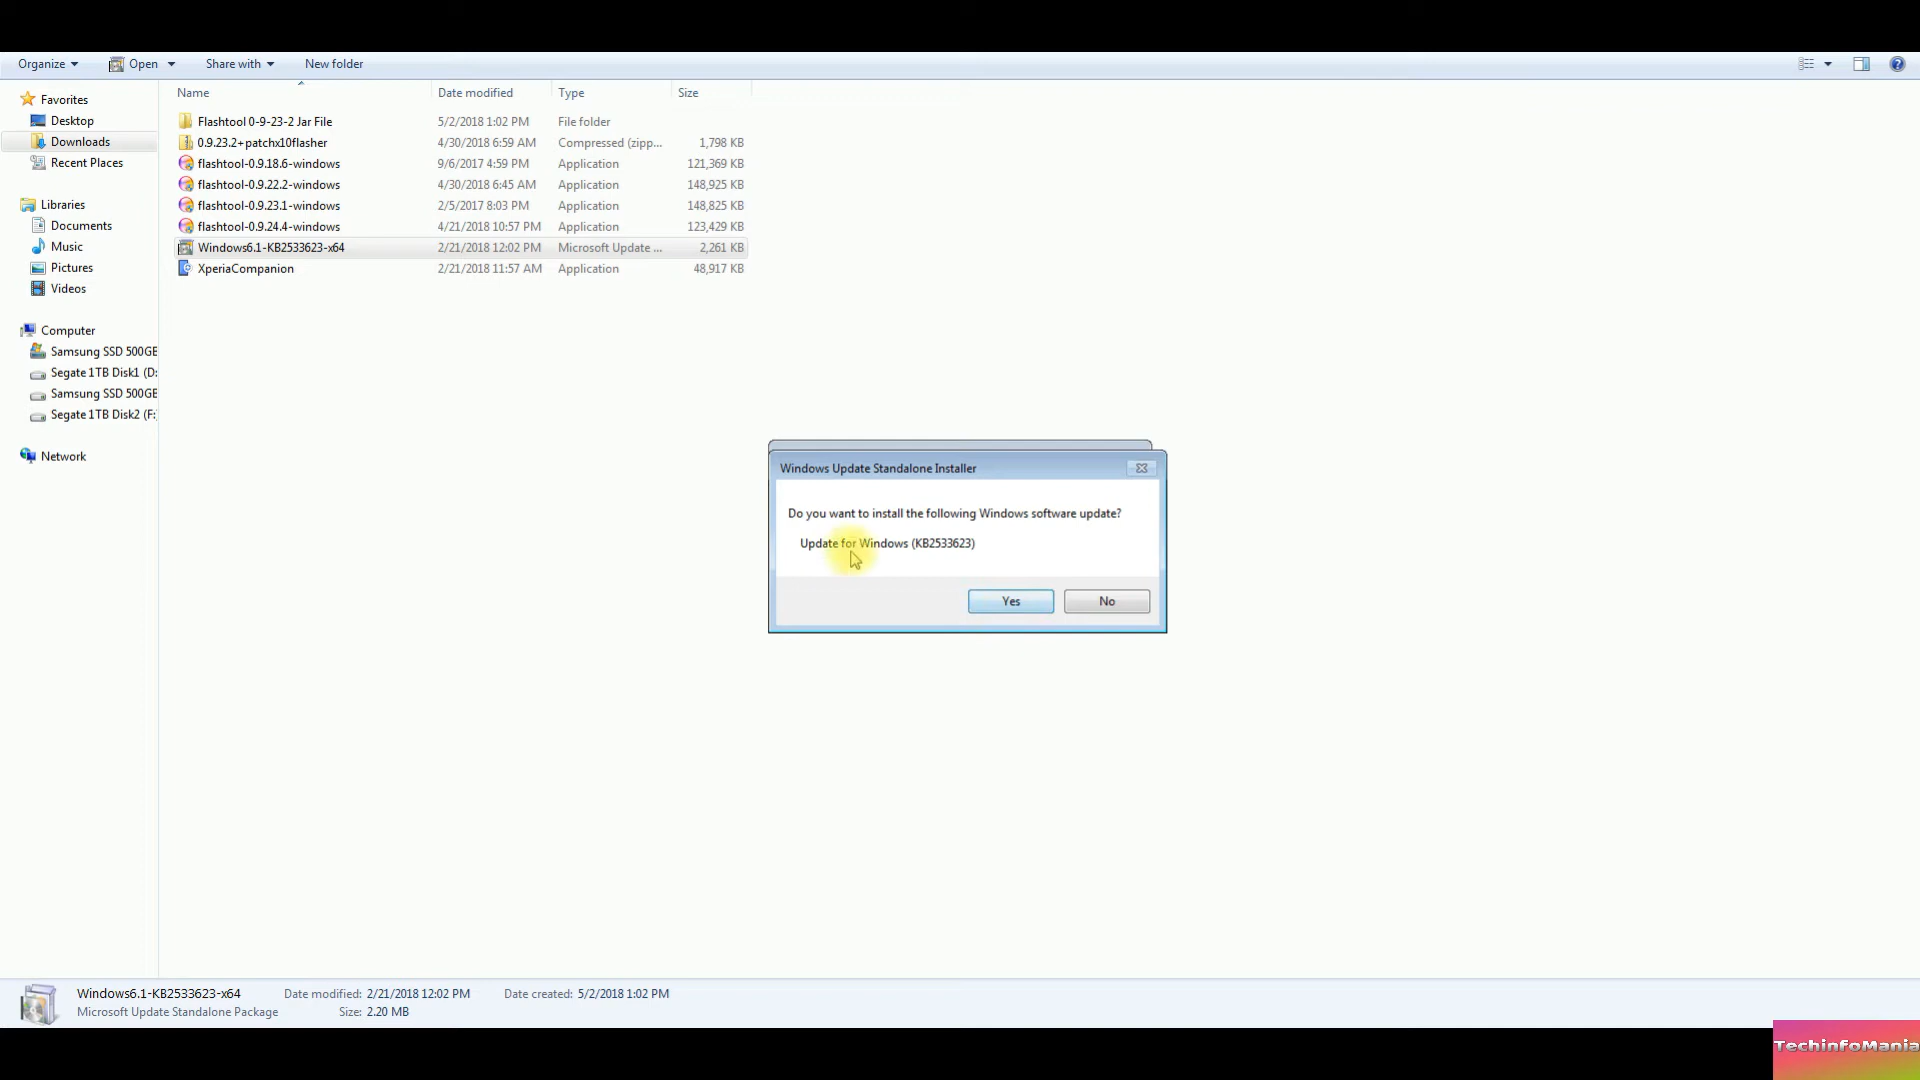 Organize Open Share with New folder
Name Date modified Type Size
Favorites
Desktop
Downloads
Recent Places
Libraries
Documents
Music
Pictures
Videos
Computer
Samsung SSD 500GE
Segate 1TB Disk1 (D:
Samsung SSD 500GE
Segate 1TB Disk2 (F:
Network
Flashtool 0-9-23-2 Jar File 5/2/2018 1:02 PM File folder
0.9.23.2+patchx10flasher 4/30/2018 6:59 AM Compressed (zipp... 1,798 KB
flashtool-0.9.18.6-windows 9/6/2017 4:59 PM Application 121,369 KB
flashtool-0.9.22.2-windows 4/30/2018 6:45 AM Application 148,925 KB
flashtool-0.9.23.1-windows 2/5/2017 8:03 PM Application 148,825 KB
flashtool-0.9.24.4-windows 4/21/2018 10:57 PM Application 123,429 KB
Windows6.1-KB2533623-x64 2/21/2018 12:02 PM Microsoft Update ... 2,261 KB
XperiaCompanion 2/21/2018 11:57 AM Application 48,917 KB
Windows Update Standalone Installer
Do you want to install the following Windows software update?
Update for Windows (KB2533623)
Yes No
Windows6.1-KB2533623-x64 Date modified: 2/21/2018 12:02 PM Date created: 5/2/2018 1:02 PM
Microsoft Update Standalone Package Size: 2.20 MB
TechinfoMania